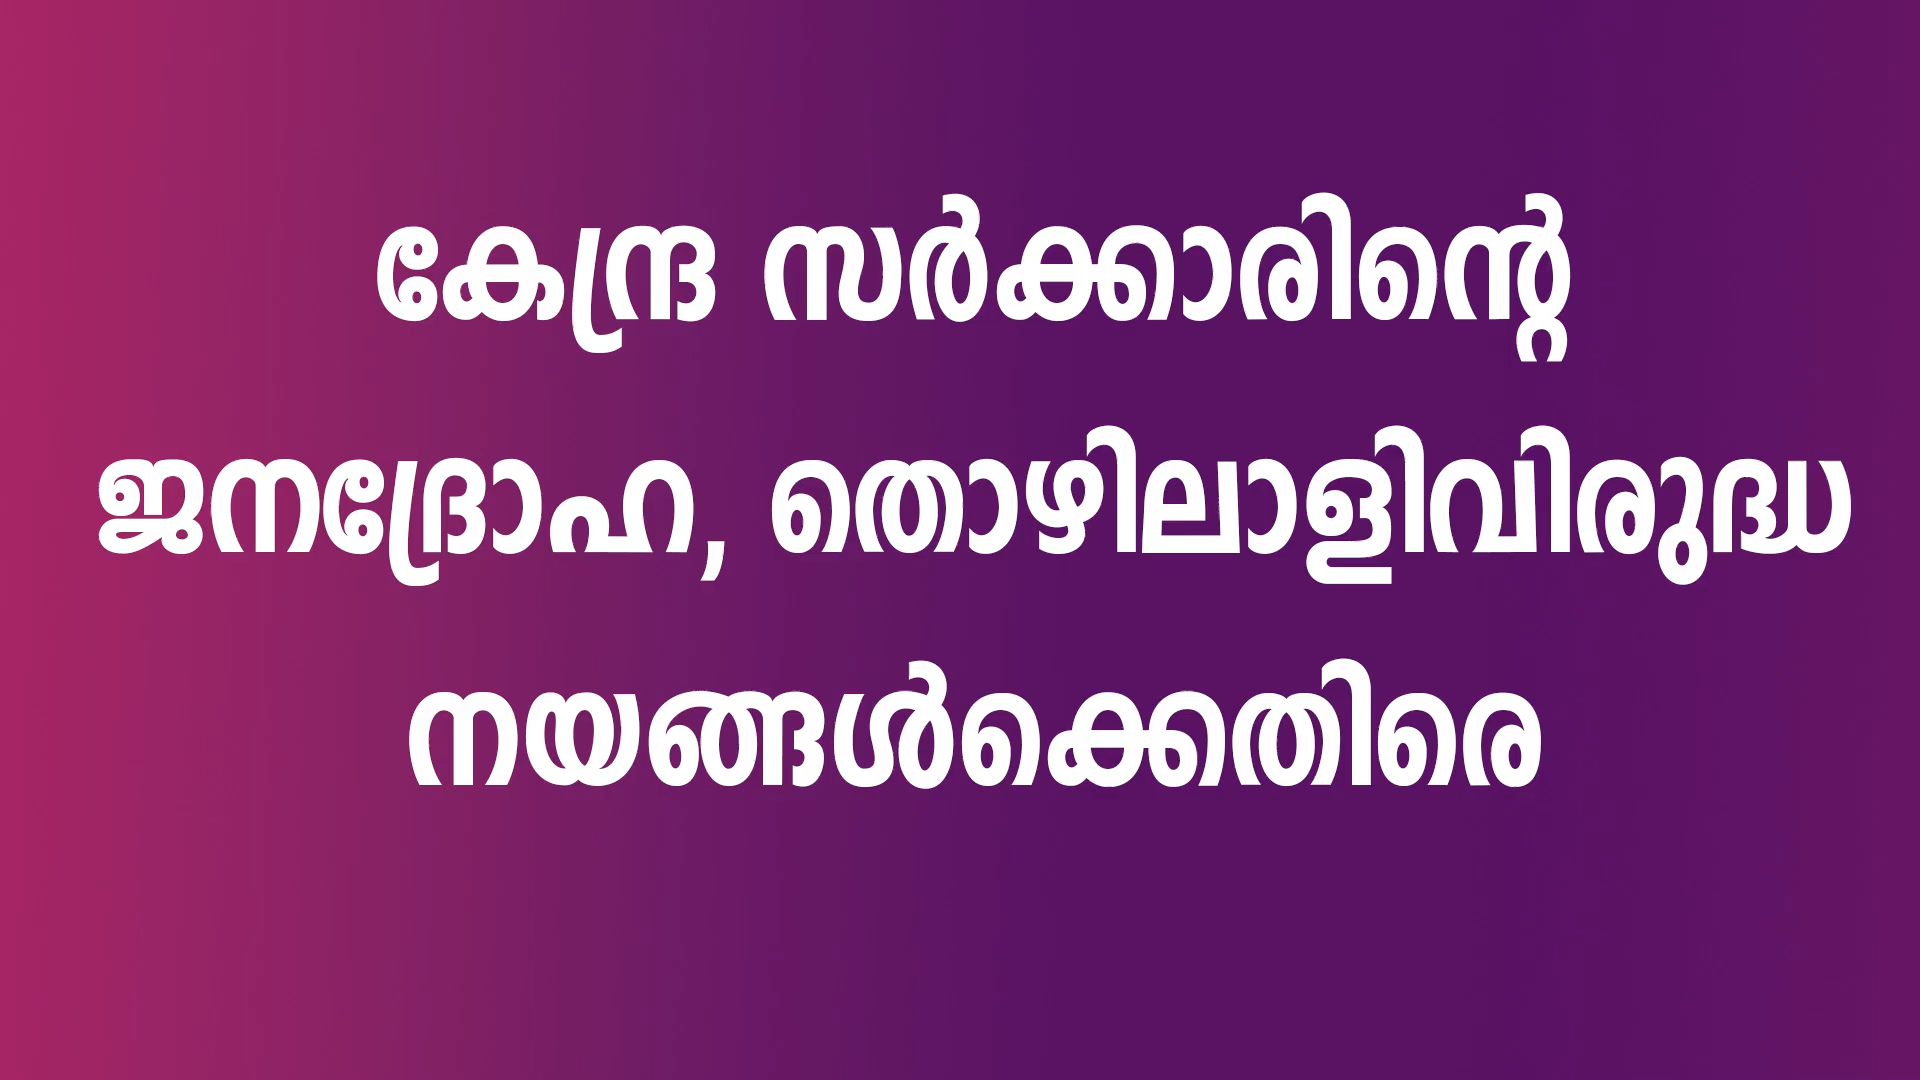 കേന്ദ്ര സർക്കാരിന്റെ
ജനദ്രോഹ, തൊഴിലാളിവിരുദ്ധ
നയങ്ങൾക്കെതിരെ